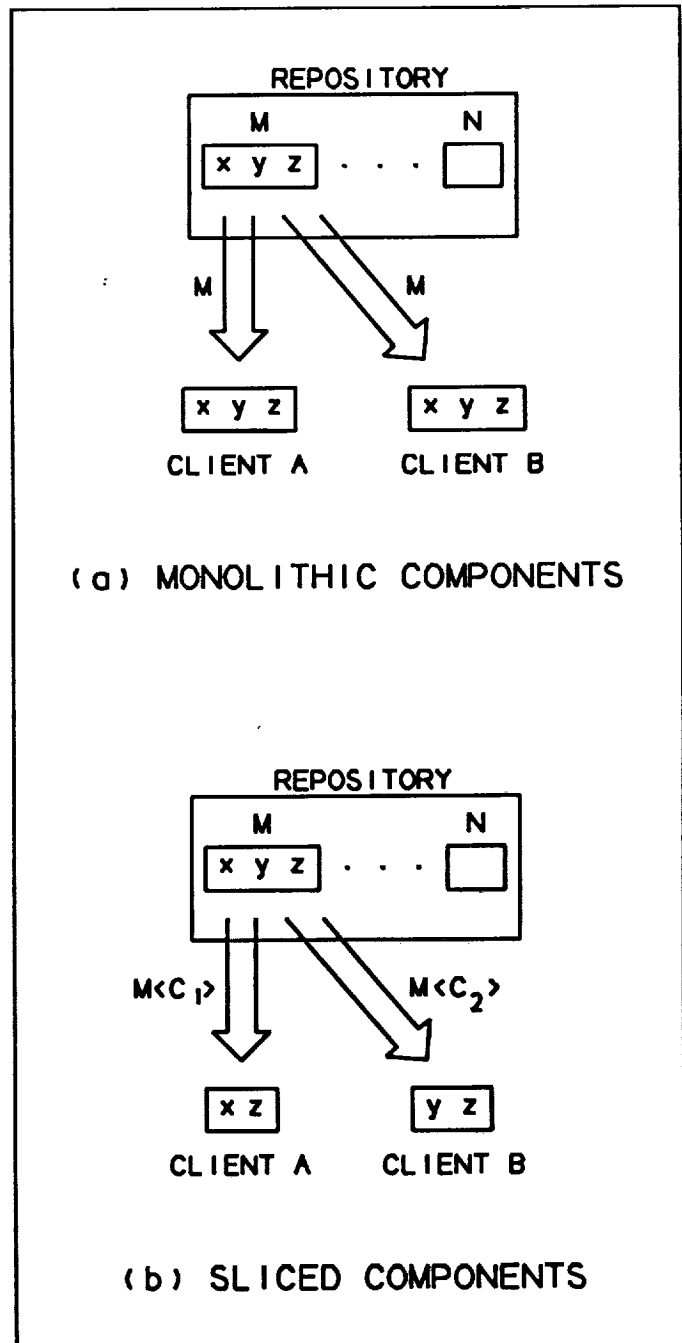 REPOSITORY
M N
x y z . . .
M M
x y z x y z
CLIENT A CLIENT B
(a) MONOLITHIC COMPONENTS
REPOSITORY
M N
x y z . . .
M<C₁> M<C₂>
x z y z
CLIENT A CLIENT B
(b) SLICED COMPONENTS